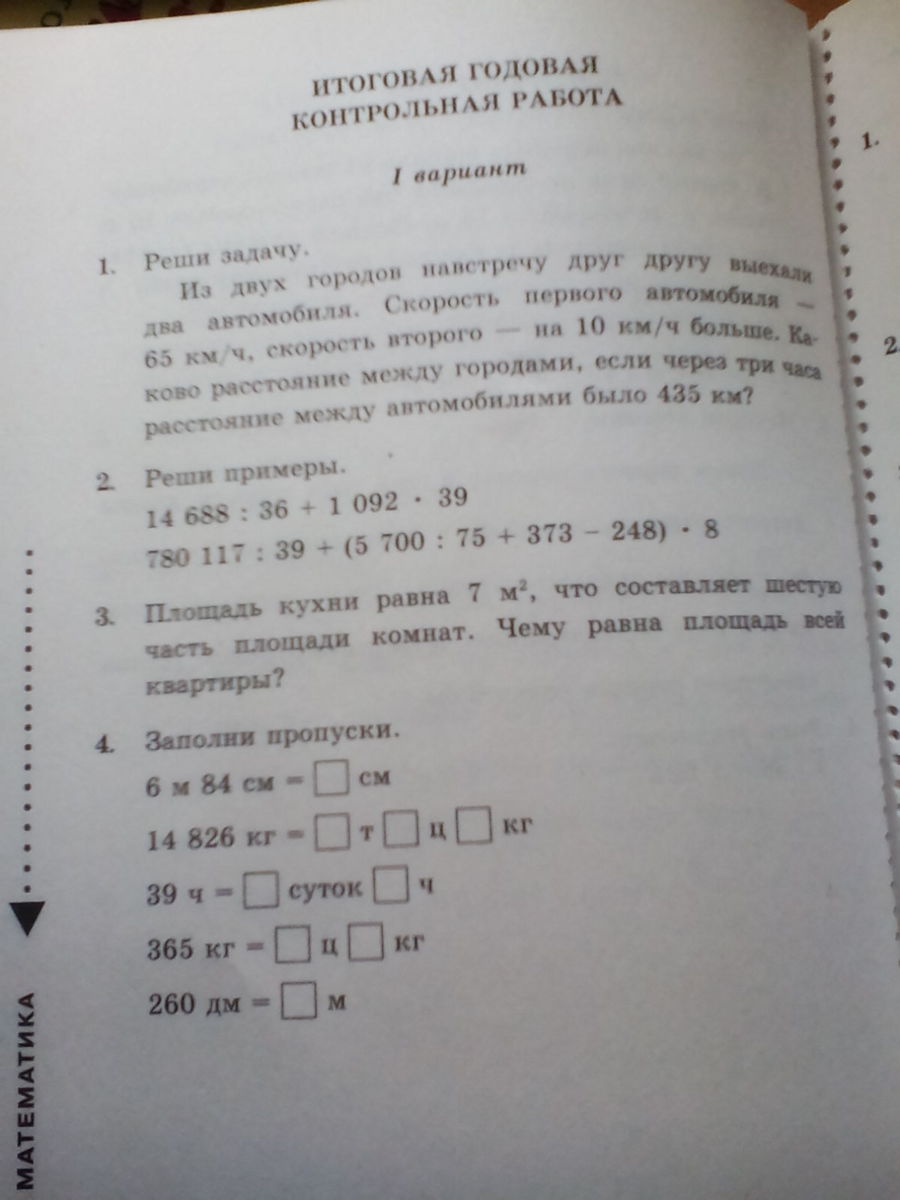 ИТОГОВАЯ ГОДОВАЯ
КОНТРОЛЬНАЯ РАБОТА
I вариант
1. Реши задачу.
Из двух городов навстречу друг другу выехали
два автомобиля. Скорость первого автомобиля —
65 км/ч, скорость второго — на 10 км/ч больше. Ка-
ково расстояние между городами, если через три часа
расстояние между автомобилями было 435 км?
2. Реши примеры.
14 688 : 36 + 1 092 · 39
780 117 : 39 + (5 700 : 75 + 373 – 248) · 8
3. Площадь кухни равна 7 м², что составляет шестую
часть площади комнат. Чему равна площадь всей
квартиры?
4. Заполни пропуски.
6 м 84 см = □ см
14 826 кг = □ т □ ц □ кг
39 ч = □ суток □ ч
365 кг = □ ц □ кг
260 дм = □ м
МАТЕМАТИКА
1.
2.